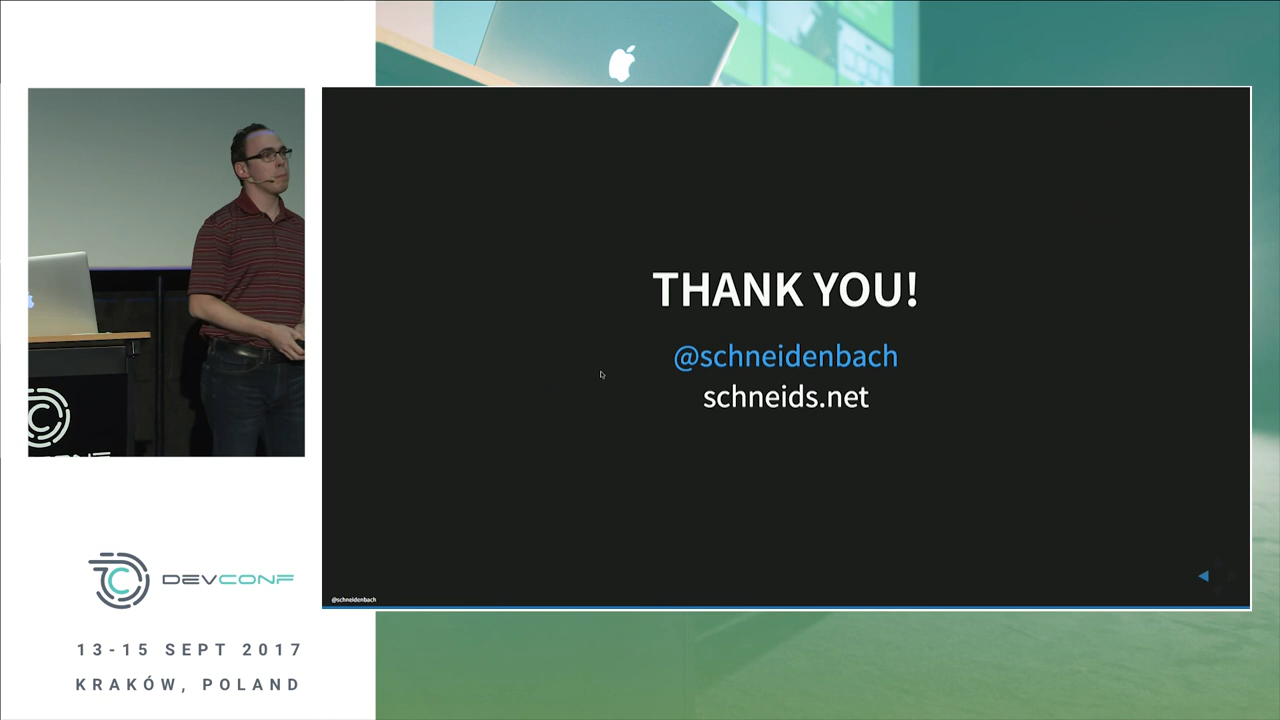 THANK YOU!
@schneidenbach
schneids.net
@schneidenbach
DEVCONF
13-15 SEPT 2017
KRAKÓW, POLAND